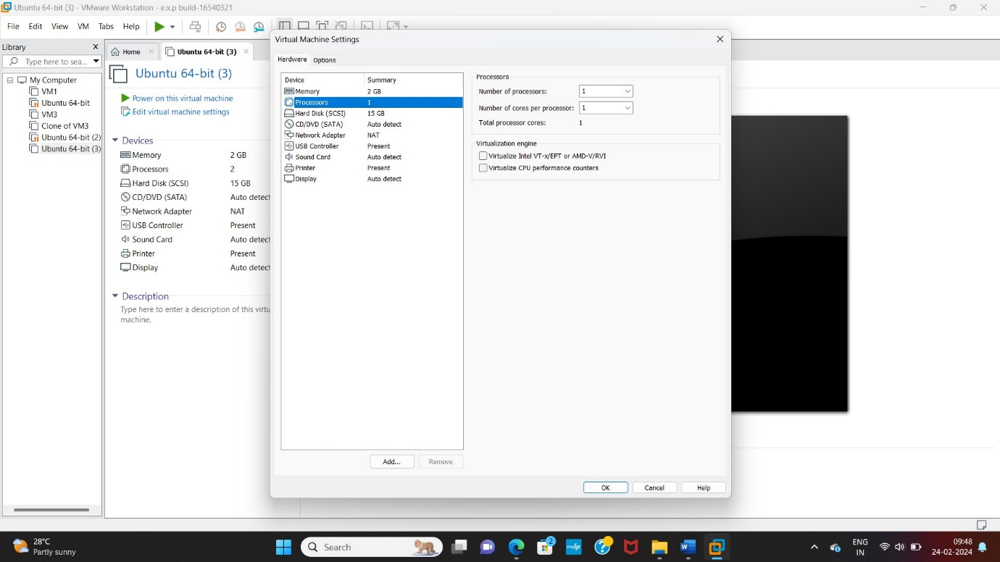 Ubuntu 64-bit (3) - VMware Workstation - e.x.p build-16540321
File Edit View VM Tabs Help
Library
Type here to sea...
My Computer
VM1
Ubuntu 64-bit
VM3
Clone of VM3
Ubuntu 64-bit (2)
Ubuntu 64-bit (3)
Home
Ubuntu 64-bit (3)
Ubuntu 64-bit (3)
Power on this virtual machine
Edit virtual machine settings
Devices
Memory 2 GB
Processors 2
Hard Disk (SCSI) 15 GB
CD/DVD (SATA) Auto detect
Network Adapter NAT
USB Controller Present
Sound Card Auto detec
Printer Present
Display Auto detec
Description
Type here to enter a description of this virtu
machine.
Virtual Machine Settings
Hardware Options
Device Summary
Memory 2 GB
Processors 1
Hard Disk (SCSI) 15 GB
CD/DVD (SATA) Auto detect
Network Adapter NAT
USB Controller Present
Sound Card Auto detect
Printer Present
Display Auto detect
Add... Remove
Processors
Number of processors: 1
Number of cores per processor: 1
Total processor cores: 1
Virtualization engine
Virtualize Intel VT-x/EPT or AMD-V/RVI
Virtualize CPU performance counters
OK Cancel Help
28°C
Partly sunny
Search
2
myhp
ENG
IN
09:48
24-02-2024